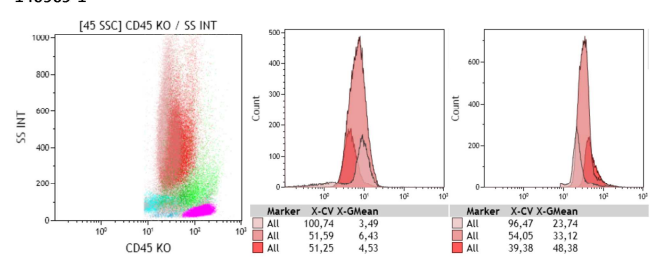 [45 SSC] CD45 KO / SS INT
1000
800
600
400
200
0
SS INT
10⁰ 10¹ 10² 10³
CD45 KO
500
400
300
200
100
0
Count
10⁰ 10¹ 10² 10³
Marker X-CV X-GMean
All 100,74 3,49
All 51,59 6,43
All 51,25 4,53
600
400
200
0
Count
10⁰ 10¹ 10² 10³
Marker X-CV X-GMean
All 96,47 23,74
All 54,05 33,12
All 39,38 48,38